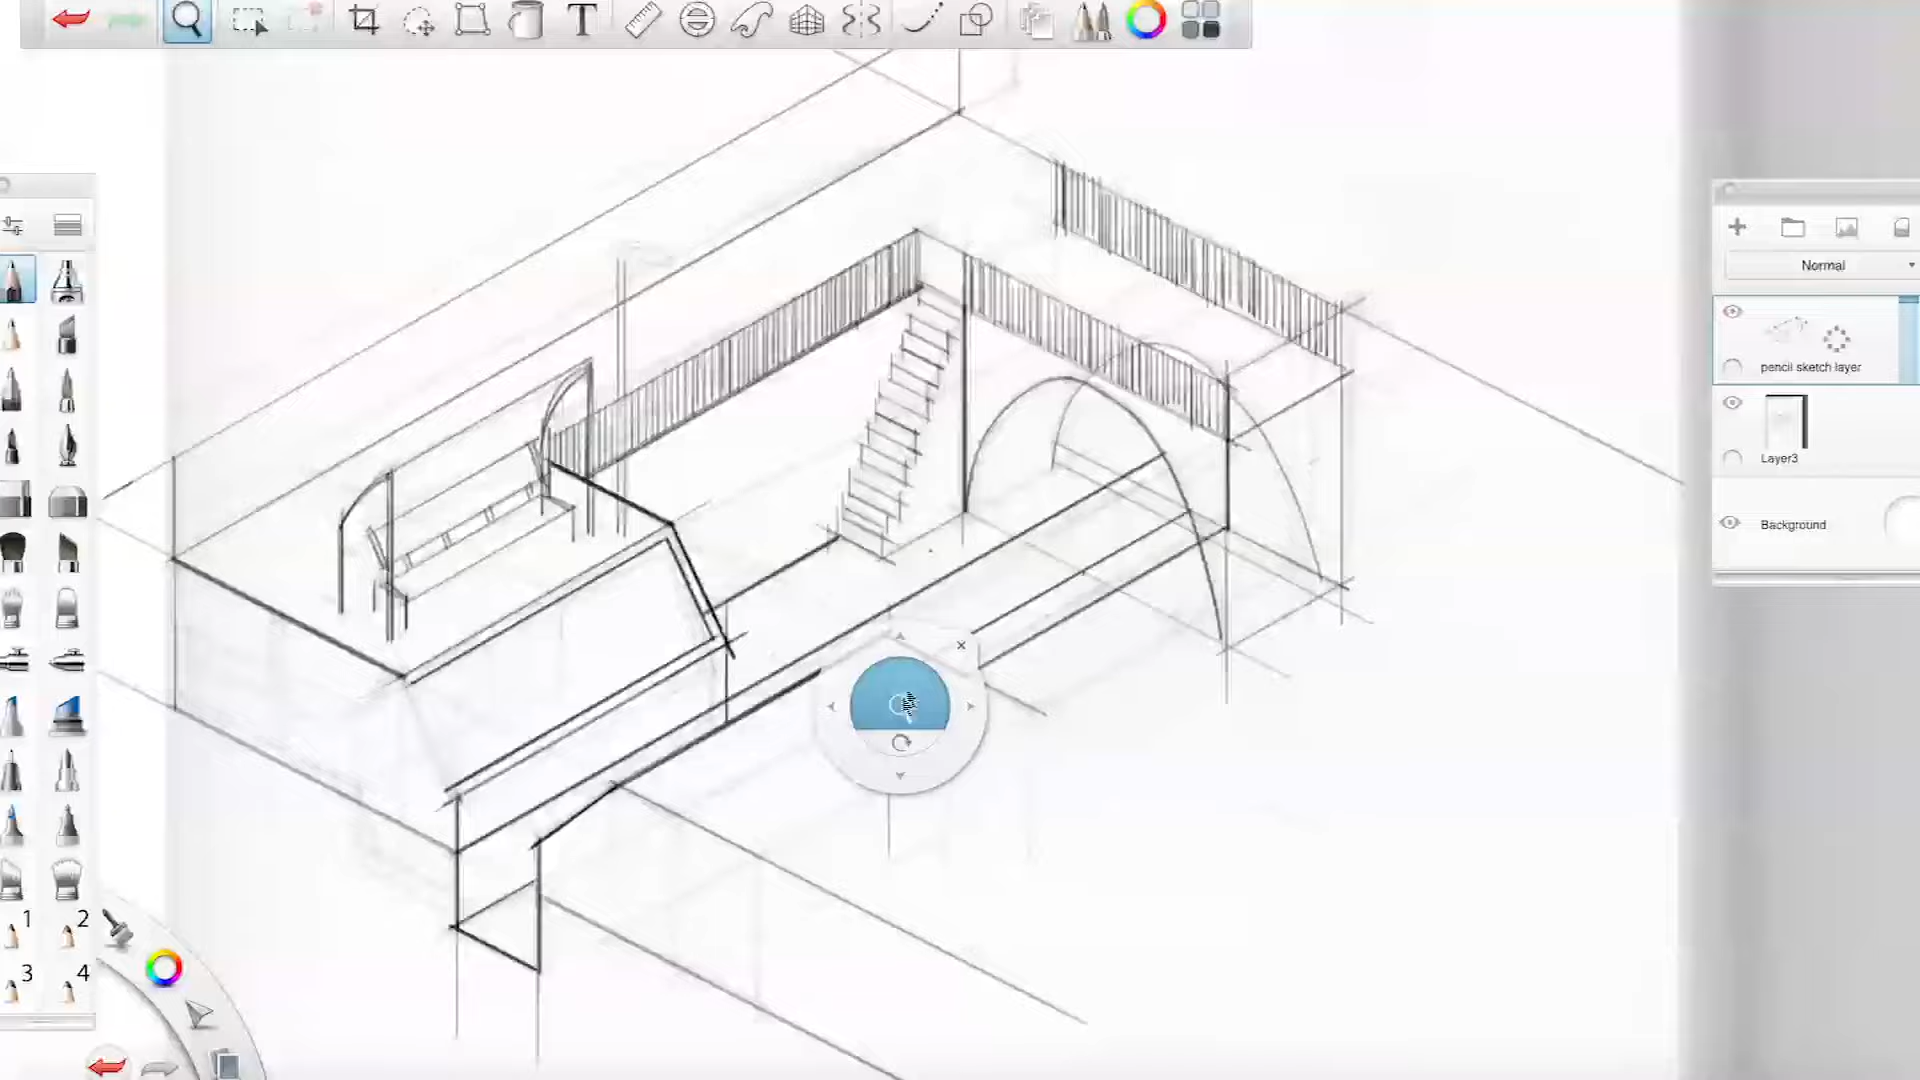 T
Normal
pencil sketch layer
Layer3
Background
1 2
3 4